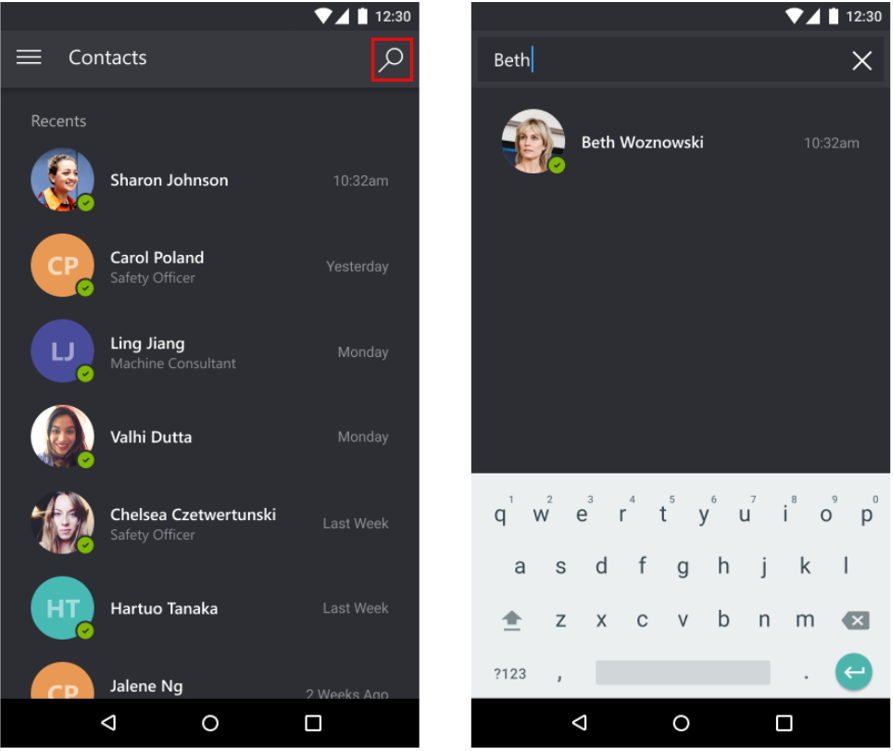 12:30
Contacts
Recents
Sharon Johnson 10:32am
CP
Carol Poland
Safety Officer
Yesterday
LJ
Ling Jiang
Machine Consultant
Monday
Valhi Dutta Monday
Chelsea Czetwertunski
Safety Officer
Last Week
HT
Hartuo Tanaka Last Week
CP
Jalene Ng
2 Weeks Ago
12:30
Beth
Beth Woznowski 10:32am
1 2 3 4 5 6 7 8 9 0
q w e r t y u i o p
a s d f g h j k l
z x c v b n m
?123 , .